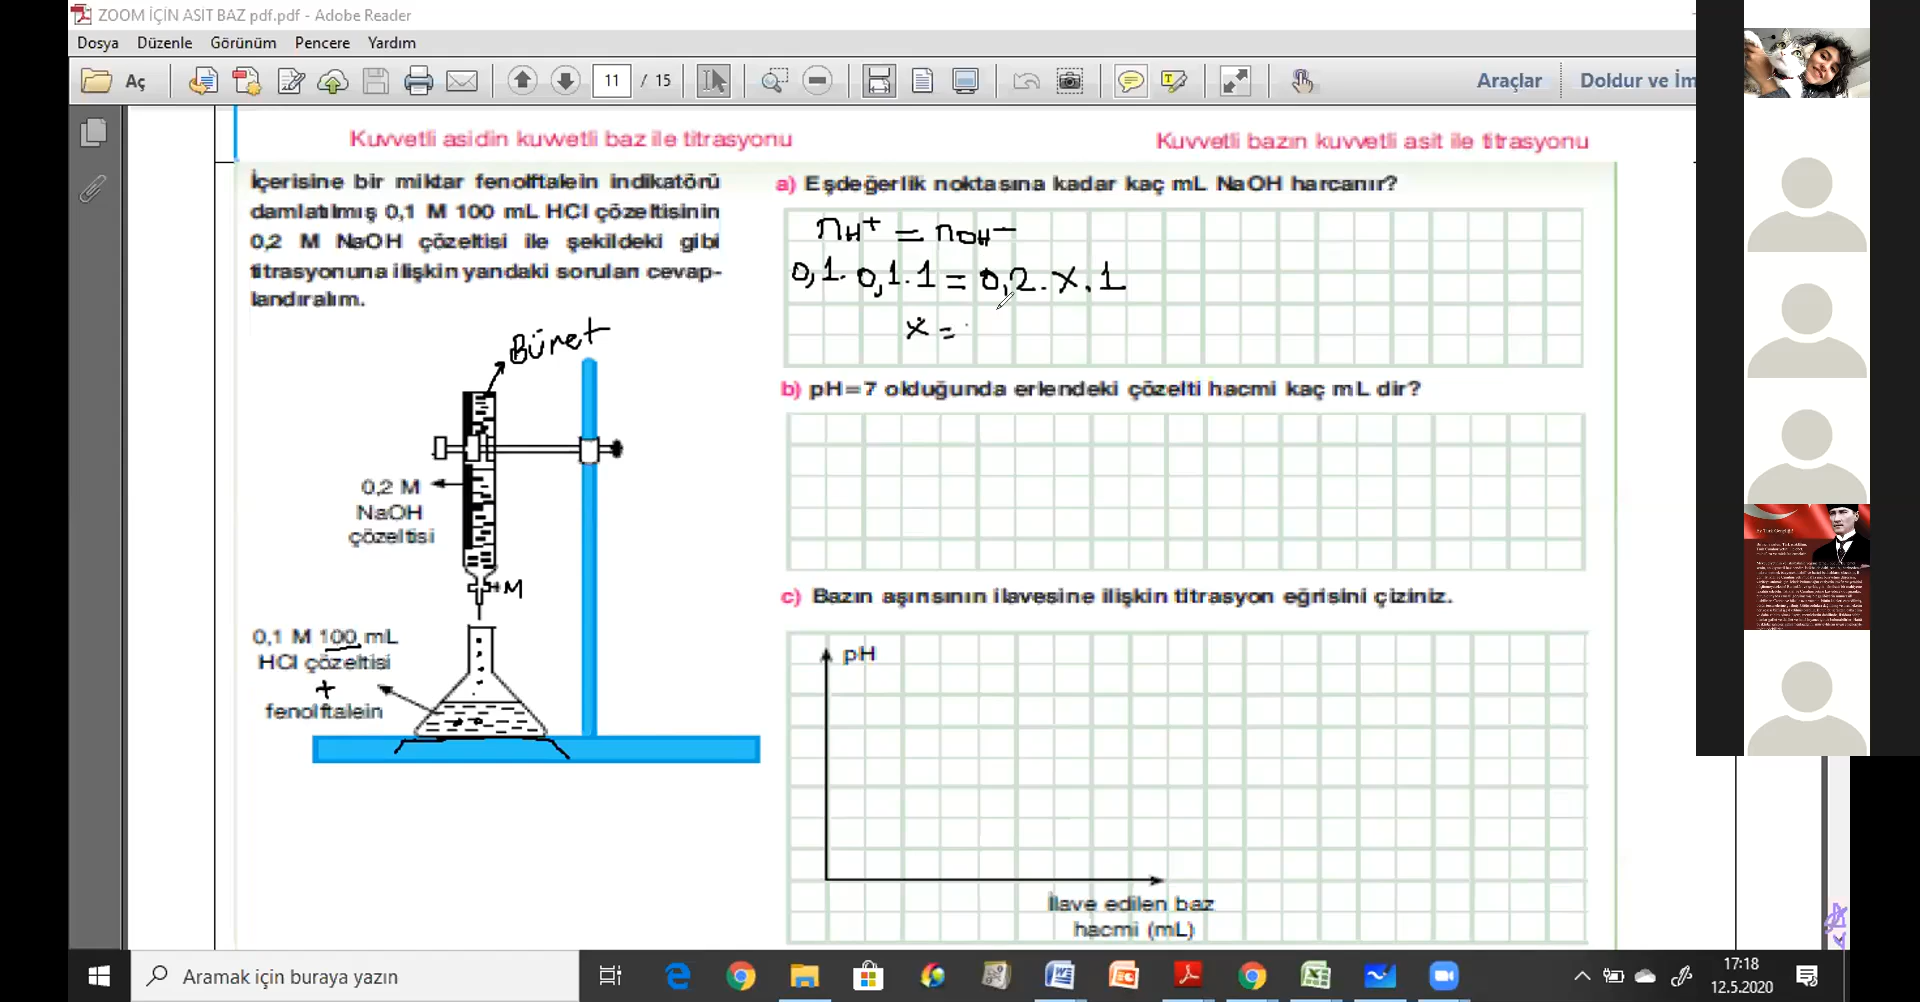 ZOOM İÇİN ASİT BAZ pdf.pdf - Adobe Reader
Dosya Düzenle Görünüm Pencere Yardım
Aç 11 / 15 Araçlar Doldur ve İm
Kuvvetli asidin kuvvetli baz ile titrasyonu
Kuvvetli bazın kuvvetli asit ile titrasyonu
İçerisine bir miktar fenolftalein indikatörü
damlatılmış 0,1 M 100 mL HCl çözeltisinin
0,2 M NaOH çözeltisi ile şekildeki gibi
titrasyonuna ilişkin yandaki soruları cevap-
landıralım.
Büret
0,2 M
NaOH
çözeltisi
M
0,1 M 100 mL
HCl çözeltisi
+
fenolftalein
a) Eşdeğerlik noktasına kadar kaç mL NaOH harcanır?
nH+ = nOH-
0,1. 0,1.1 = 0,2. x.1
x =
b) pH=7 olduğunda erlendeki çözelti hacmi kaç mL dir?
c) Bazın aşırısının ilavesine ilişkin titrasyon eğrisini çiziniz.
pH
İlave edilen baz
hacmi (mL)
Aramak için buraya yazın
17:18
12.5.2020